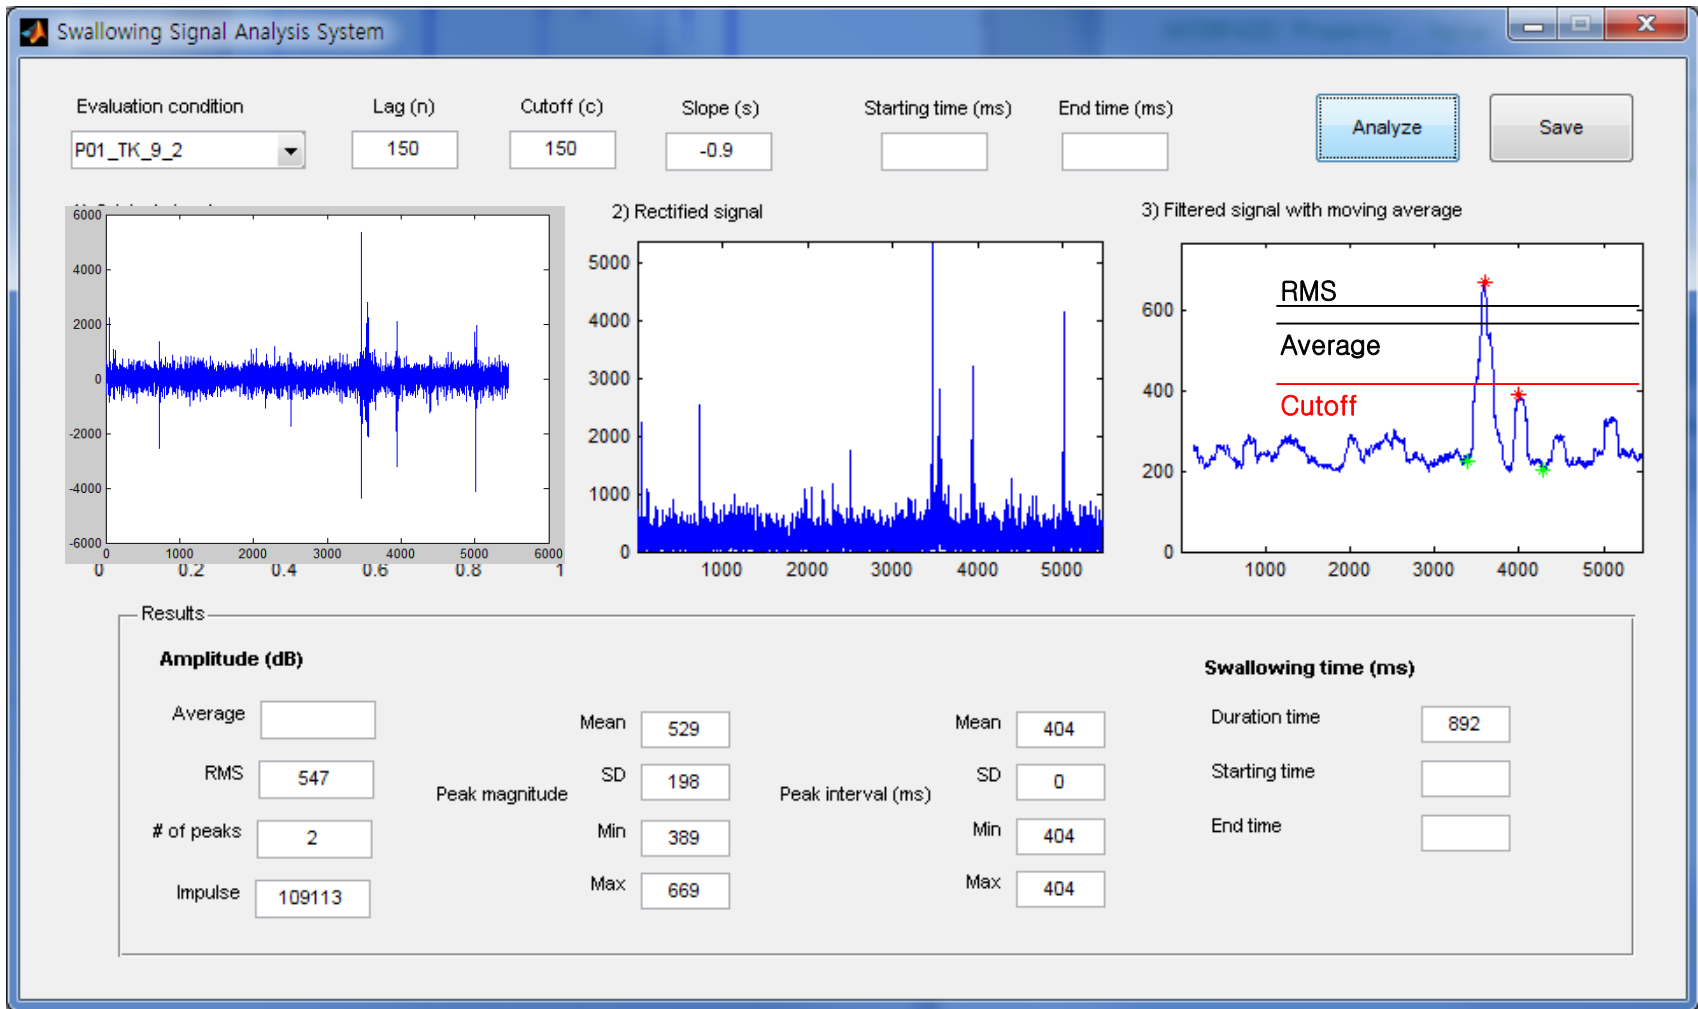 Swallowing Signal Analysis System
Evaluation condition Lag (n) Cutoff (c) Slope (s) Starting time (ms) End time (ms)
P01_TK_9_2 150 150 -0.9 Analyze Save
2) Rectified signal 3) Filtered signal with moving average
6000
4000
2000
0
-2000
-4000
-6000
0 1000 2000 3000 4000 5000 6000
0 0.2 0.4 0.6 0.8 1
5000
4000
3000
2000
1000
0
1000 2000 3000 4000 5000
RMS
600
Average
400
Cutoff
200
0
1000 2000 3000 4000 5000
Results
Amplitude (dB)
Average
RMS 547
# of peaks 2
Impulse 109113
Peak magnitude
Mean 529
SD 198
Min 389
Max 669
Peak interval (ms)
Mean 404
SD 0
Min 404
Max 404
Swallowing time (ms)
Duration time 892
Starting time
End time